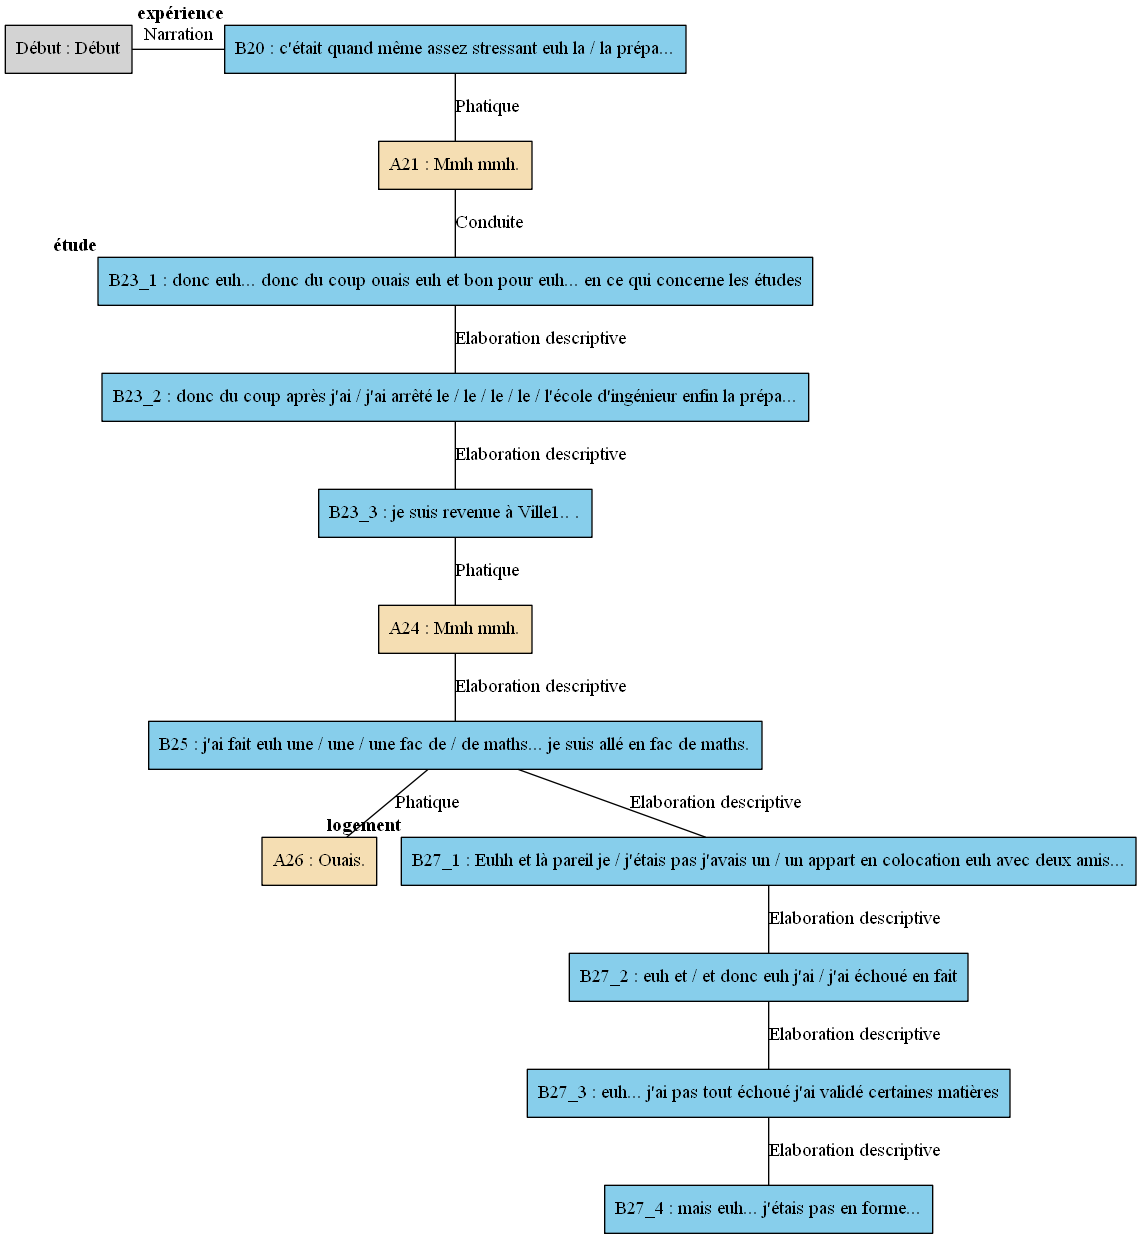 expérience
Début : Début
Narration
B20 : c'était quand même assez stressant euh la / la prépa...
Phatique
A21 : Mmh mmh.
Conduite
étude
B23_1 : donc euh... donc du coup ouais euh et bon pour euh... en ce qui concerne les études
Elaboration descriptive
B23_2 : donc du coup après j'ai / j'ai arrêté le / le / le / le / l'école d'ingénieur enfin la prépa...
Elaboration descriptive
B23_3 : je suis revenue à Ville1.. .
Phatique
A24 : Mmh mmh.
Elaboration descriptive
B25 : j'ai fait euh une / une / une fac de / de maths... je suis allé en fac de maths.
Phatique
Elaboration descriptive
logement
A26 : Ouais.
B27_1 : Euhh et là pareil je / j'étais pas j'avais un / un appart en colocation euh avec deux amis...
Elaboration descriptive
B27_2 : euh et / et donc euh j'ai / j'ai échoué en fait
Elaboration descriptive
B27_3 : euh... j'ai pas tout échoué j'ai validé certaines matières
Elaboration descriptive
B27_4 : mais euh... j'étais pas en forme...